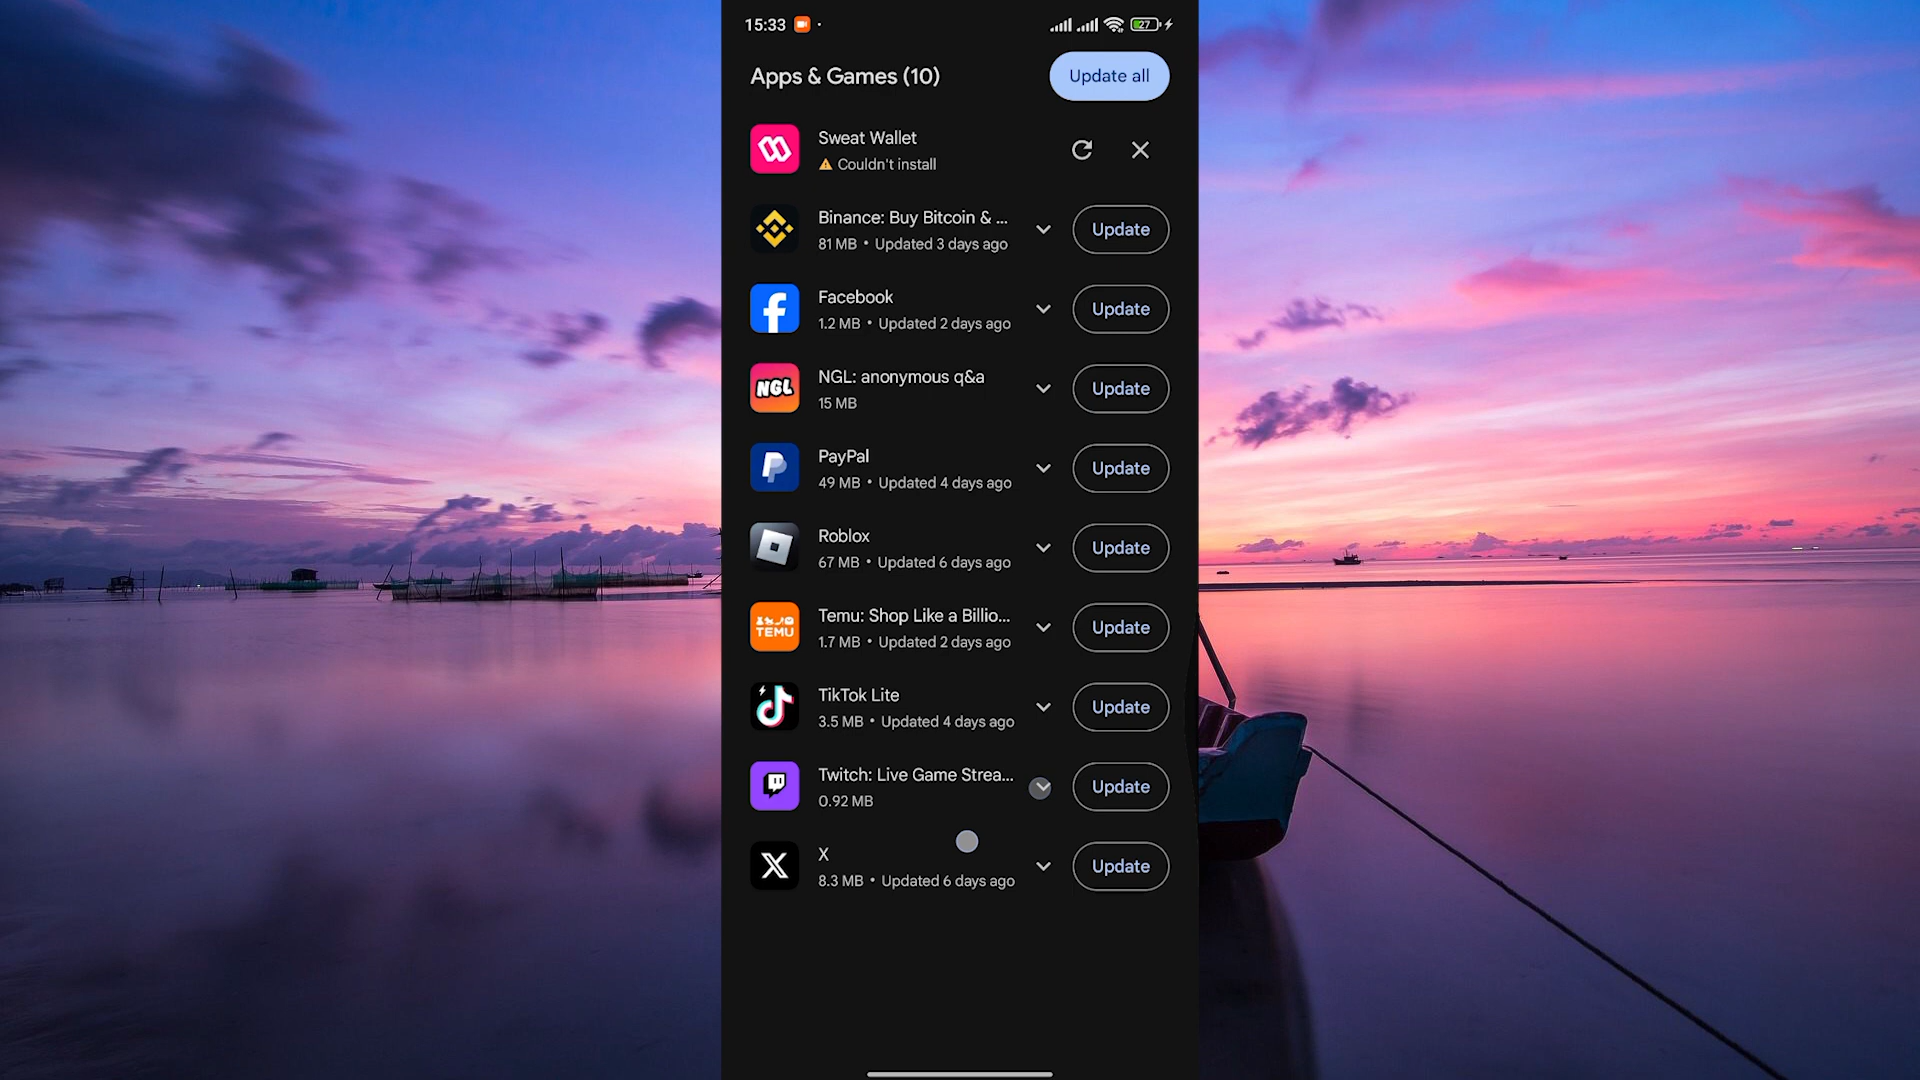 15:33
27
Apps & Games (10)
Update all
Sweat Wallet
Couldn't install
Binance: Buy Bitcoin & ...
81 MB • Updated 3 days ago
Update
Facebook
1.2 MB • Updated 2 days ago
Update
NGL
NGL: anonymous q&a
15 MB
Update
PayPal
49 MB • Updated 4 days ago
Update
Roblox
67 MB • Updated 6 days ago
Update
TEMU
Temu: Shop Like a Billio...
1.7 MB • Updated 2 days ago
Update
TikTok Lite
3.5 MB • Updated 4 days ago
Update
Twitch: Live Game Strea...
0.92 MB
Update
X
8.3 MB • Updated 6 days ago
Update